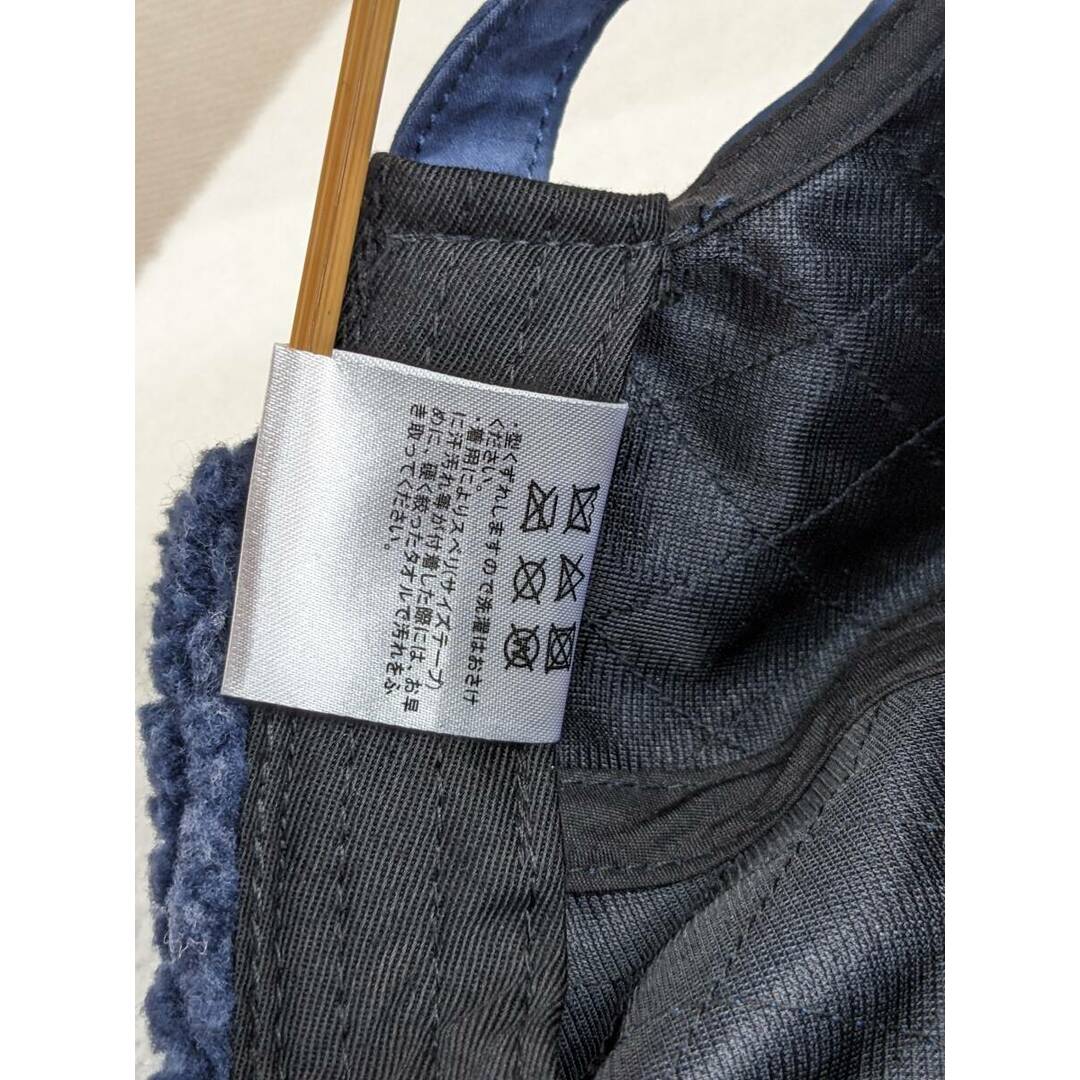 ・型くずれしますので洗濯はおさけ
ください。
・着用によりスベリ(サイズテープ)
に汗汚れ等が付着した際には、お早
めに、硬く絞ったタオルで汚れをふ
き取ってください。